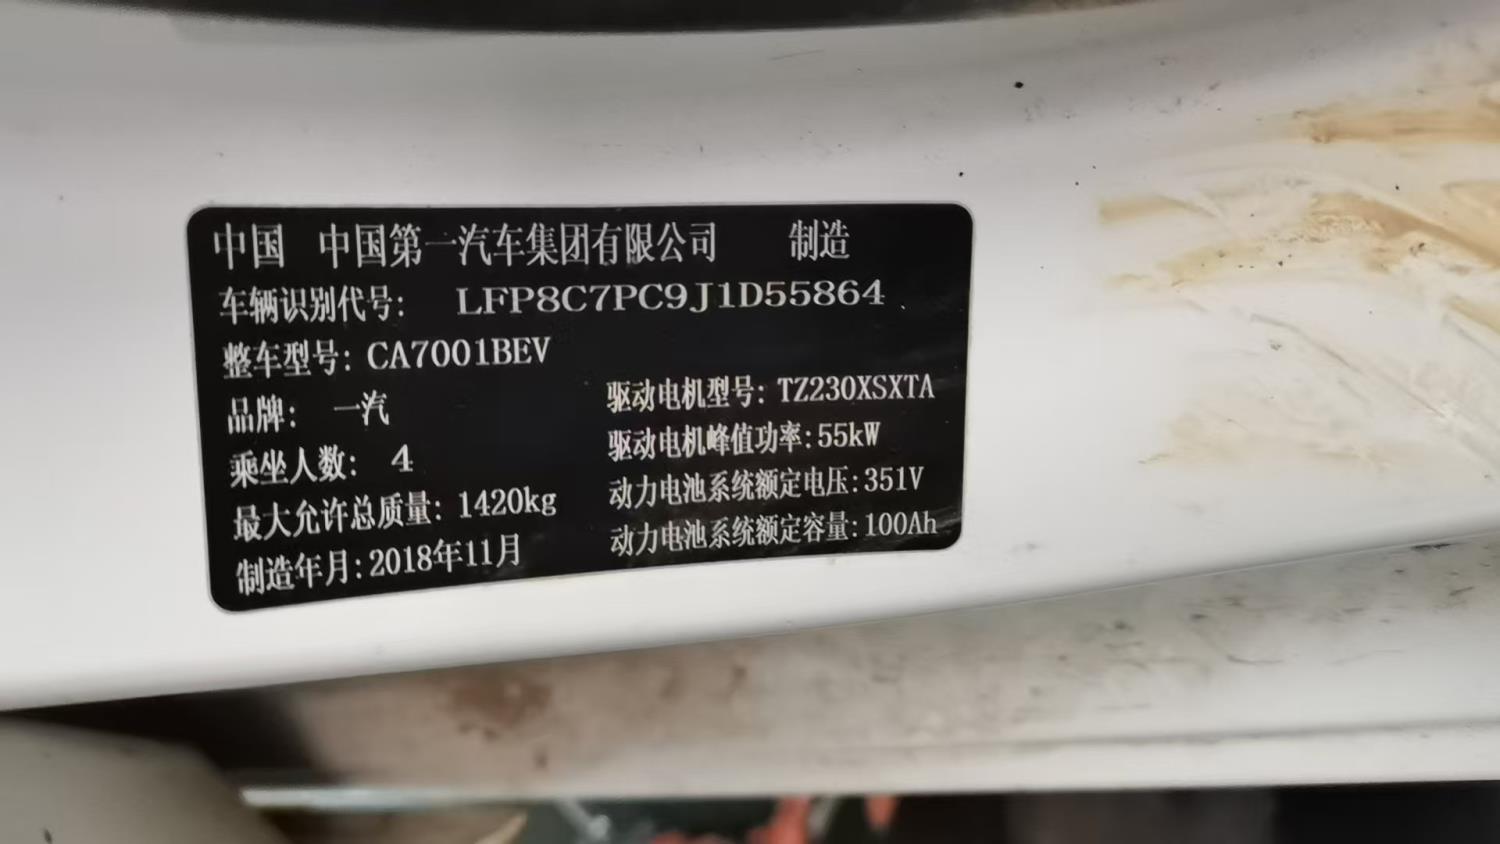 中国 中国第一汽车集团有限公司 制造
车辆识别代号： LFP8C7PC9J1D55864
整车型号：CA7001BEV
品牌： 一汽
驱动电机型号：TZ230XSXTA
乘坐人数： 4
驱动电机峰值功率：55kW
最大允许总质量：1420kg
动力电池系统额定电压：351V
制造年月：2018年11月
动力电池系统额定容量：100Ah